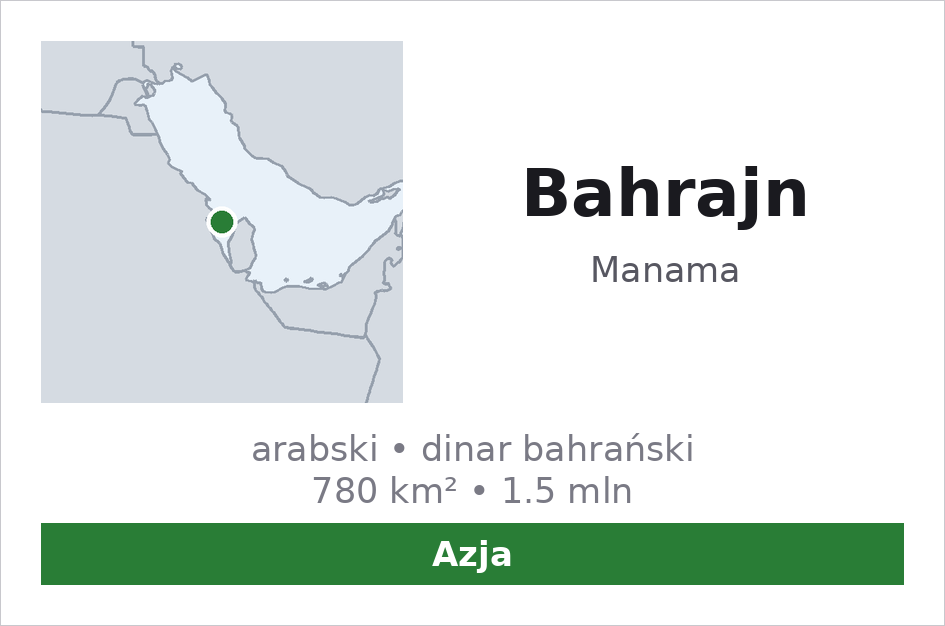 Bahrajn
Manama
arabski • dinar bahrański
780 km² • 1.5 mln
Azja